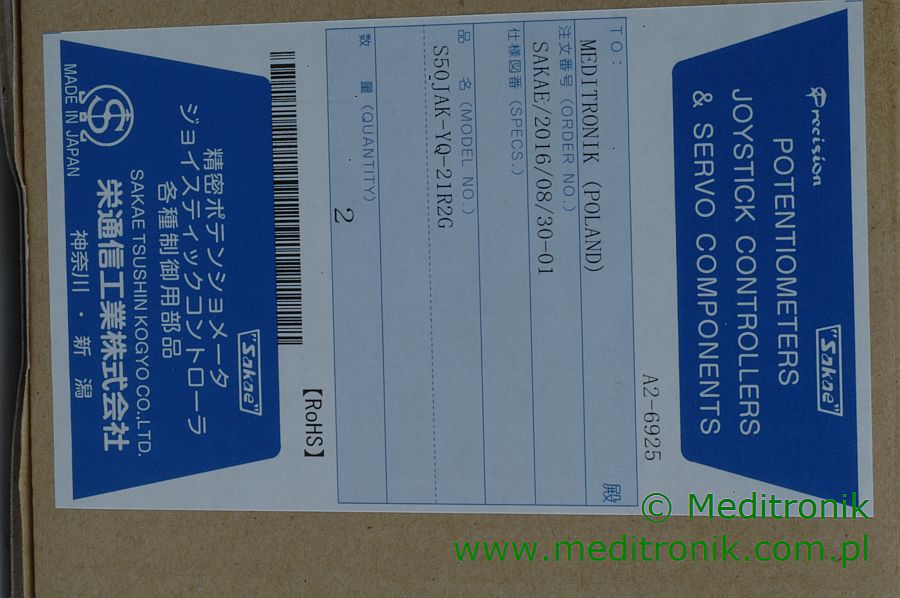 Precision
POTENTIOMETERS
JOYSTICK CONTROLLERS
& SERVO COMPONENTS
"Sakae"
A2-6925
TO:
MEDITRONIK (POLAND)
殿
注文番号 (ORDER NO.)
SAKAE/2016/08/30-01
仕様図番 (SPECS.)
品 名 (MODEL NO.)
S50JAK-YQ-21R2G
数 量 (QUANTITY)
2
【RoHS】
"Sakae"
精密ポテンショメータ
ジョイスティックコントローラ
各種制御用部品
SAKAE TSUSHIN KOGYO CO.,LTD.
栄通信工業株式会社
神奈川・新潟
MADE IN JAPAN
© Meditronik
www.meditronik.com.pl